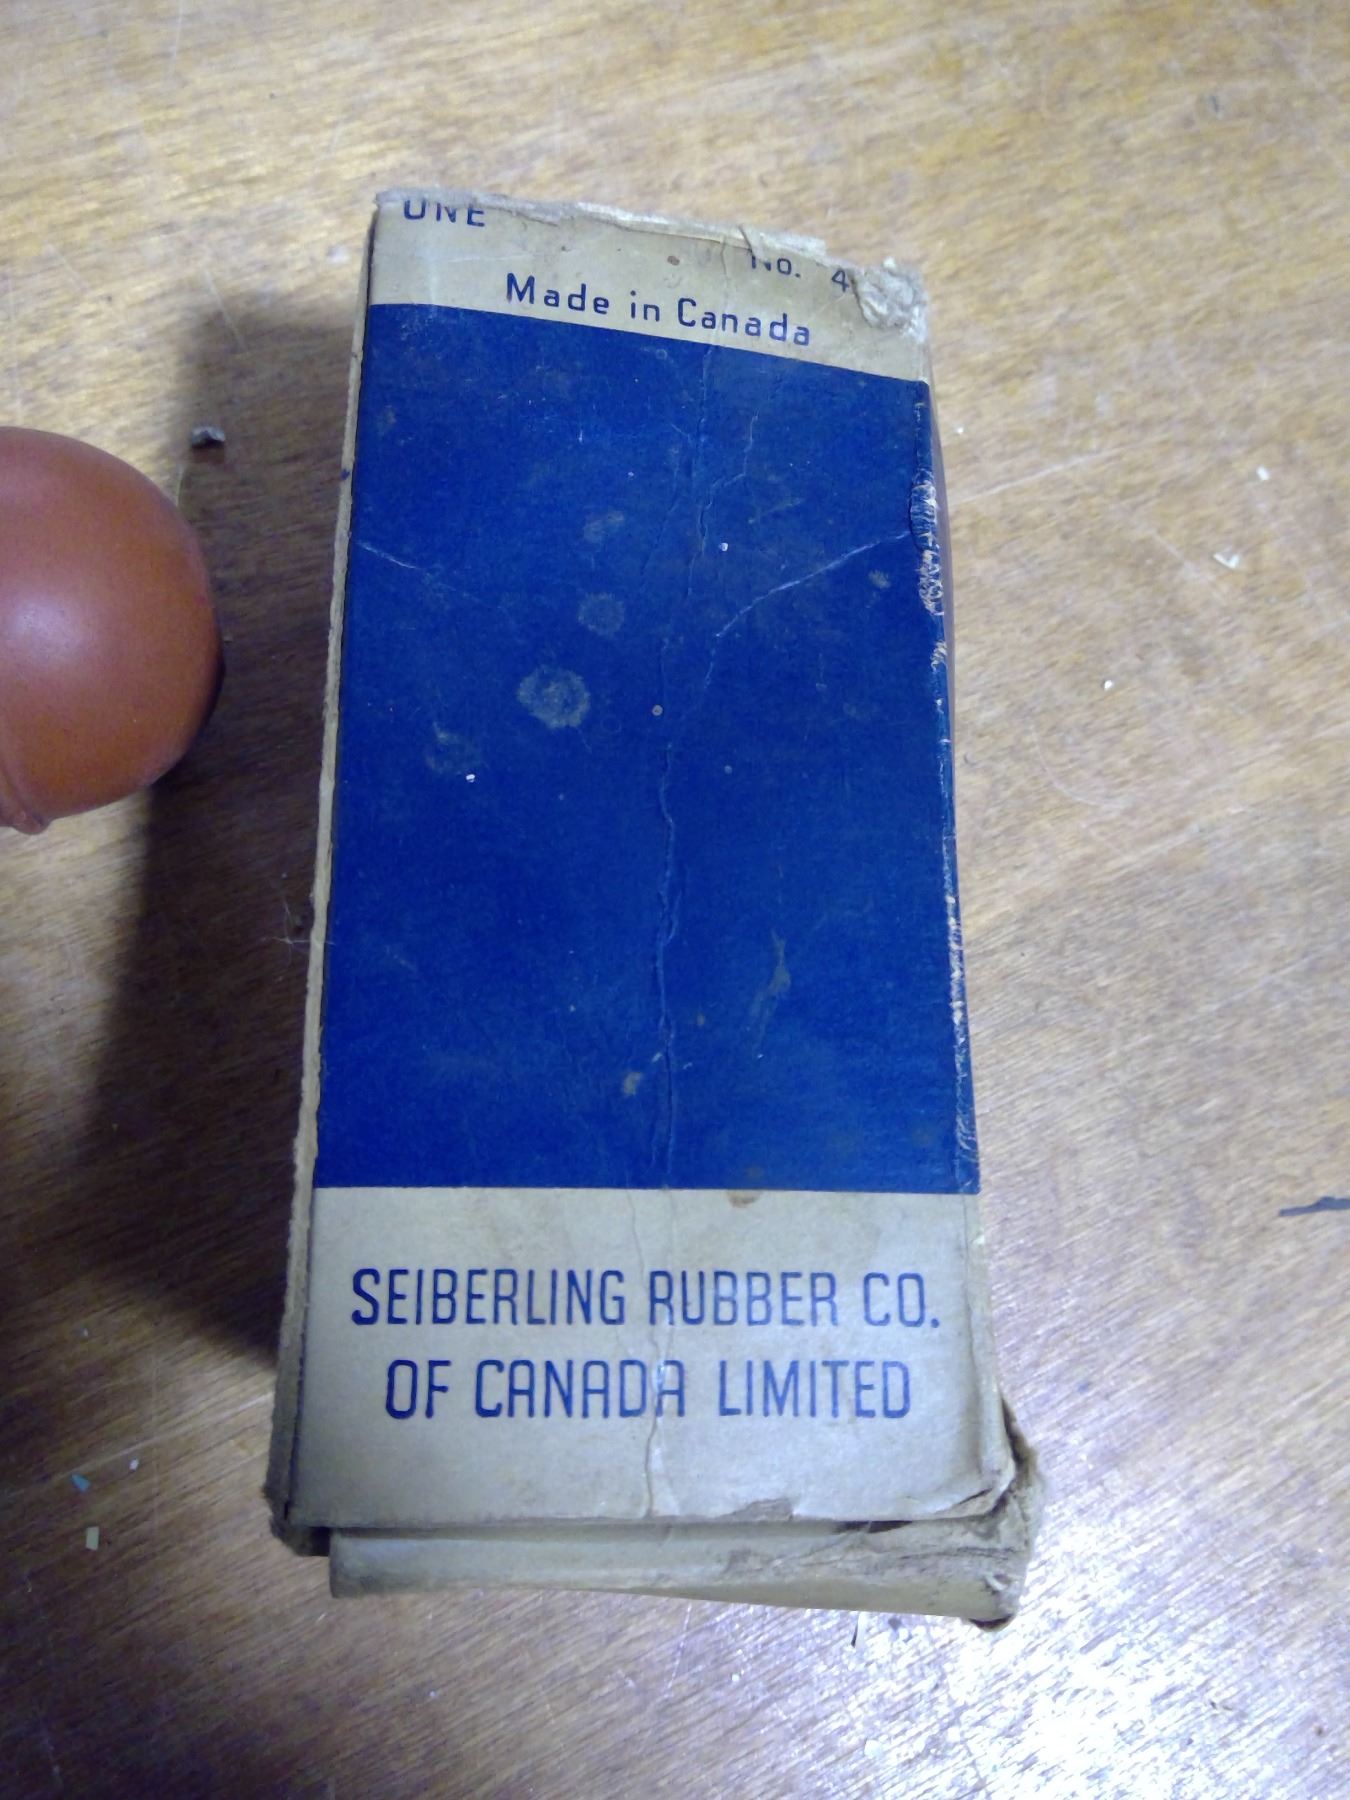 ONE
No. 4
Made in Canada
SEIBERLING RUBBER CO.
OF CANADA LIMITED